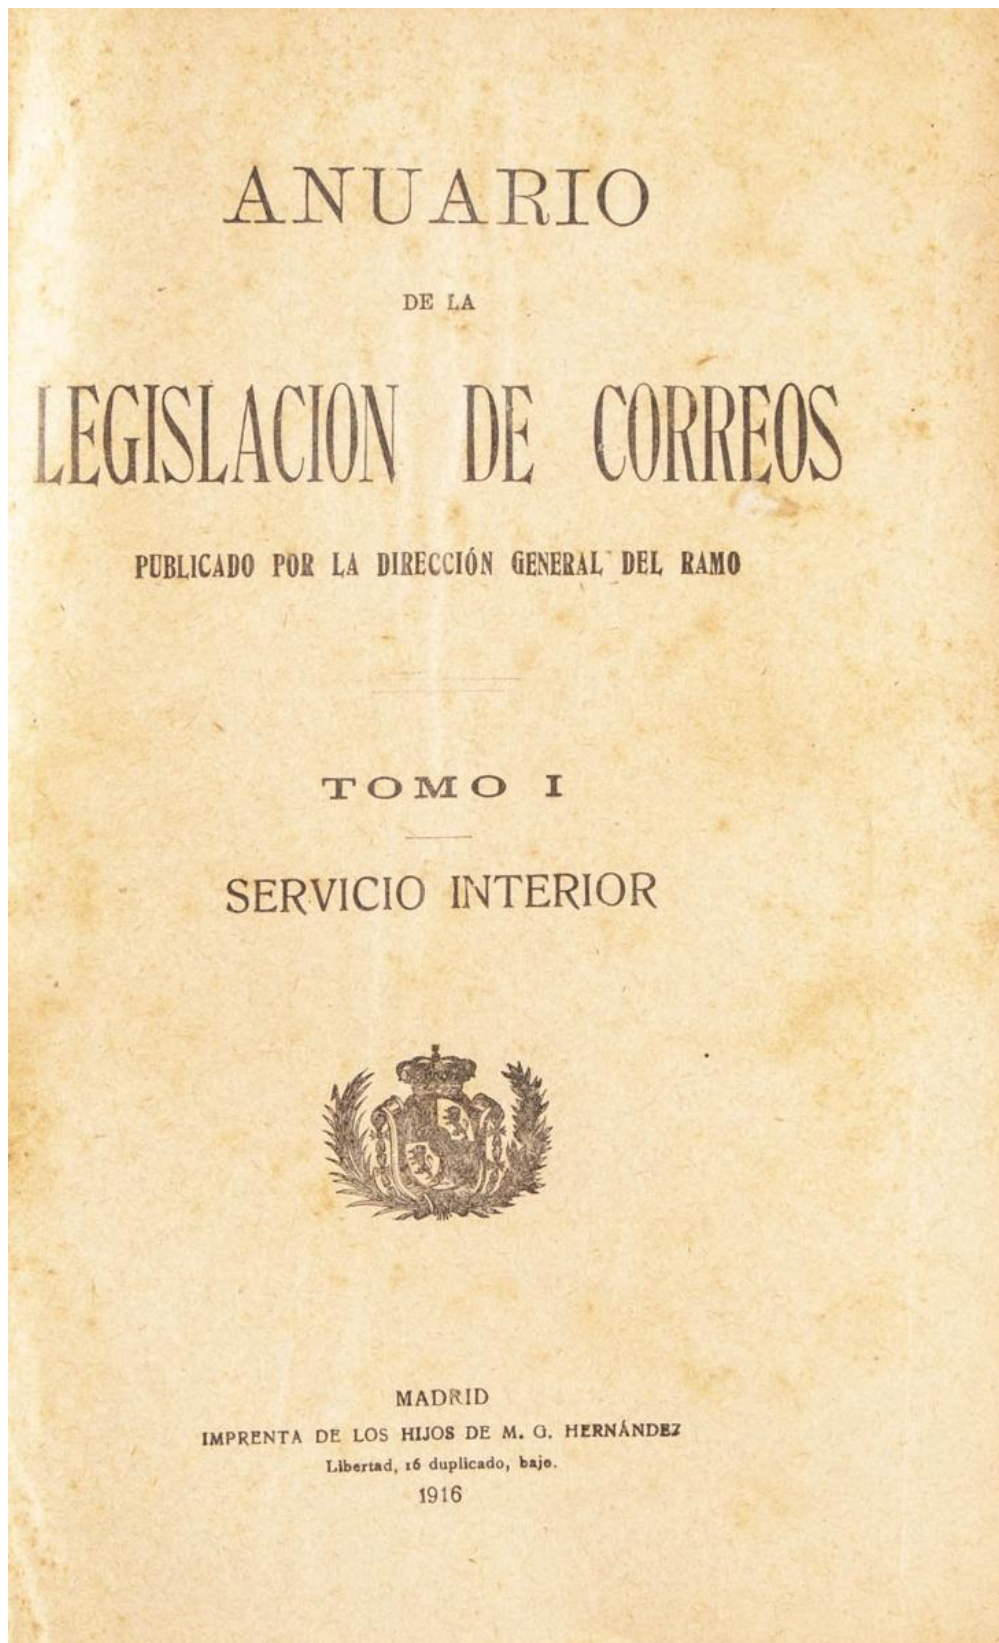 ANUARIO
DE LA
LEGISLACION DE CORREOS
PUBLICADO POR LA DIRECCIÓN GENERAL DEL RAMO
TOMO I
SERVICIO INTERIOR
MADRID
IMPRENTA DE LOS HIJOS DE M. G. HERNÁNDEZ
Libertad, 16 duplicado, bajo.
1916